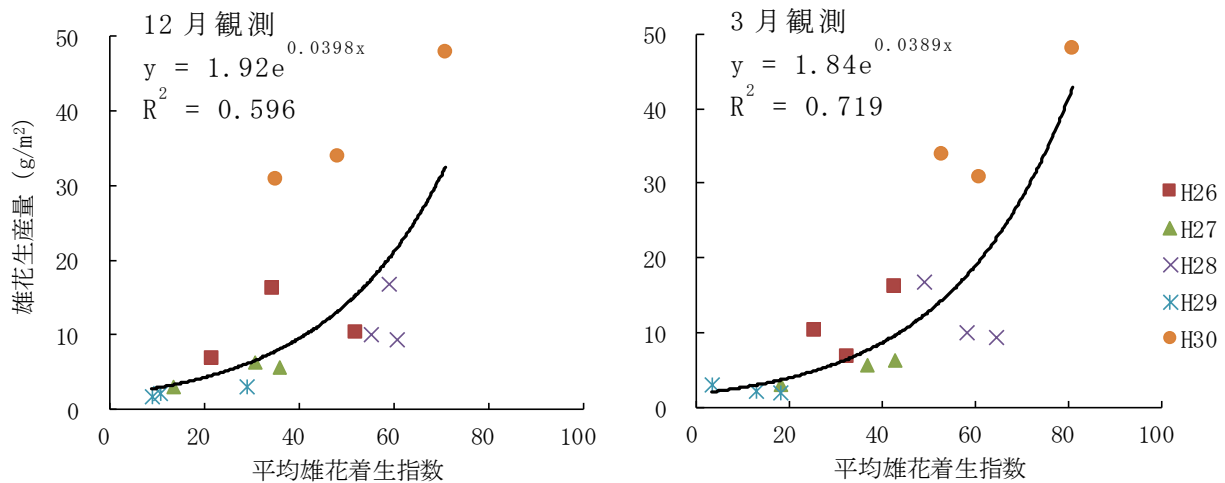 12月観測
y = 1.92e^0.0398x
R² = 0.596
50
40
30
20
10
0
0 20 40 60 80 100
平均雄花着生指数
雄花生産量 (g/m²)
3月観測
y = 1.84e^0.0389x
R² = 0.719
50
40
30
20
10
0
0 20 40 60 80 100
平均雄花着生指数
H26
H27
H28
H29
H30